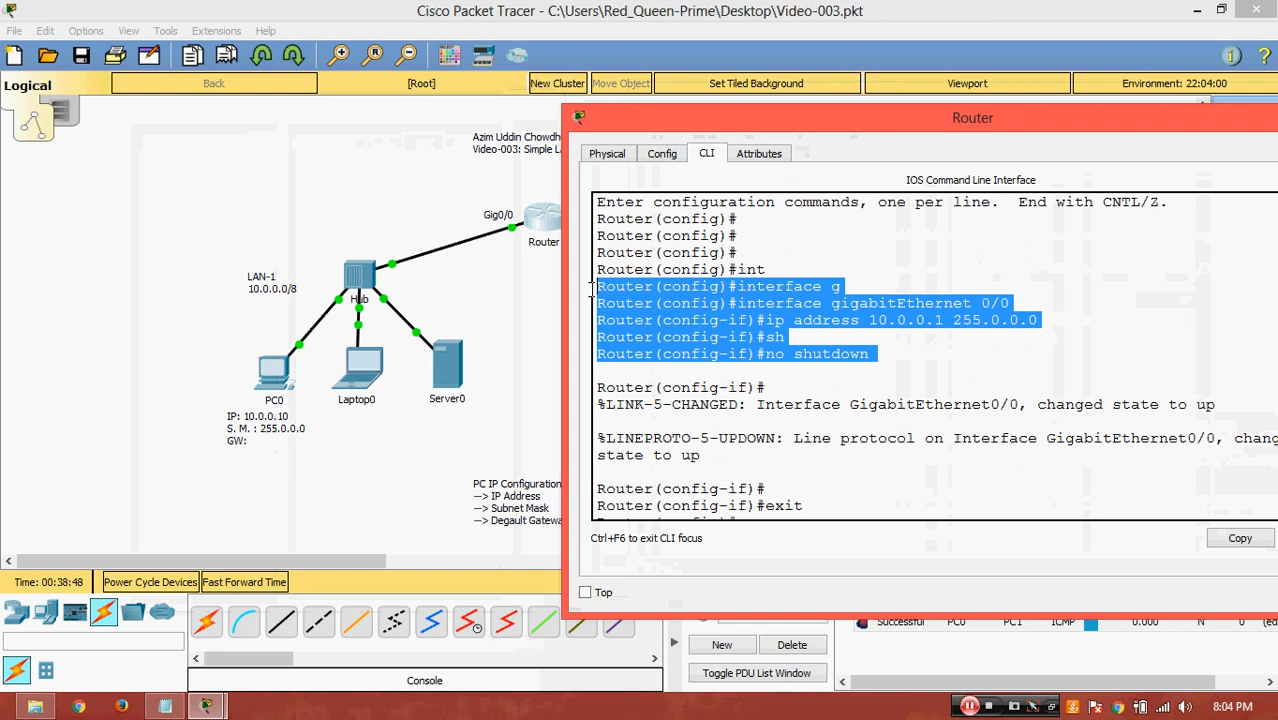 Cisco Packet Tracer - C:\Users\Red_Queen-Prime\Desktop\Video-003.pkt
File Edit Options View Tools Extensions Help
Logical
Back
[Root]
New Cluster
Move Object
Set Tiled Background
Viewport
Environment: 22:04:00
Azim Uddin Chowdh
Video-003: Simple La
Gig0/0
Router
LAN-1
10.0.0.0/8
Hub
PC0
Laptop0
Server0
IP: 10.0.0.10
S. M. : 255.0.0.0
GW:
PC IP Configuration
--> IP Address
--> Subnet Mask
--> Degault Gatewa
Router
Physical
Config
CLI
Attributes
IOS Command Line Interface
Enter configuration commands, one per line.  End with CNTL/Z.
Router(config)#
Router(config)#
Router(config)#
Router(config)#int
Router(config)#interface g
Router(config)#interface gigabitEthernet 0/0
Router(config-if)#ip address 10.0.0.1 255.0.0.0
Router(config-if)#sh
Router(config-if)#no shutdown
Router(config-if)#
%LINK-5-CHANGED: Interface GigabitEthernet0/0, changed state to up
%LINEPROTO-5-UPDOWN: Line protocol on Interface GigabitEthernet0/0, chang
state to up
Router(config-if)#
Router(config-if)#exit
Ctrl+F6 to exit CLI focus
Copy
Top
Time: 00:38:48
Power Cycle Devices
Fast Forward Time
Console
New
Delete
Toggle PDU List Window
Successful PC0 PC1 ICMP 0.000 N 0 (ed
8:04 PM